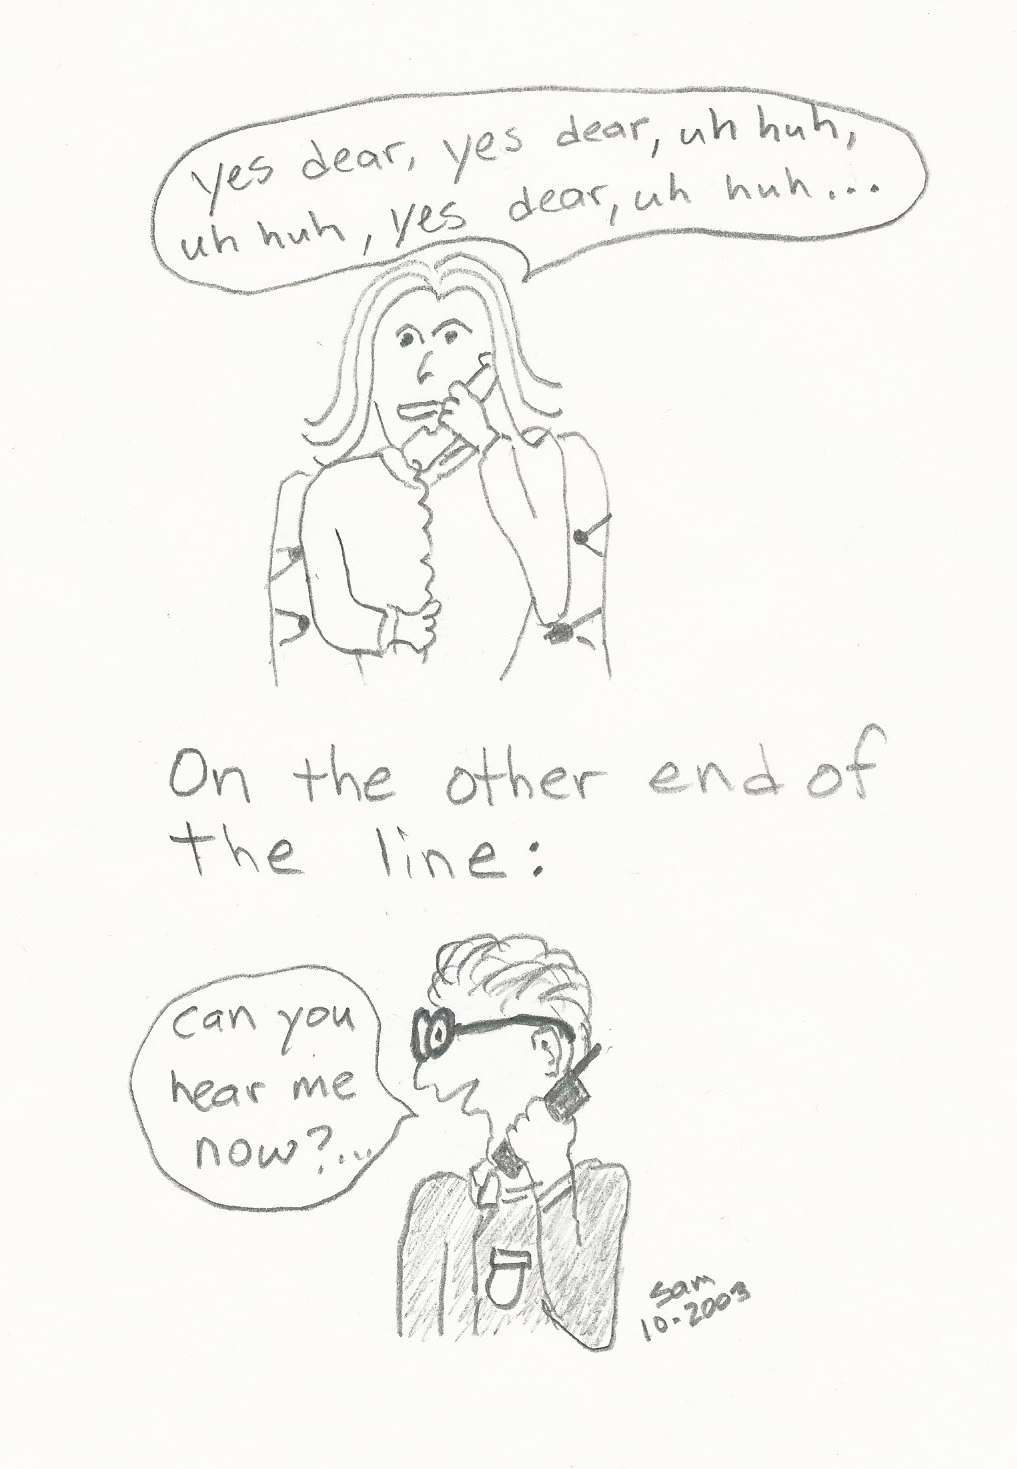 yes dear, yes dear, uh huh,
uh huh, yes dear, uh huh...
On the other end of
the line:
can you
hear me
now?...
Sam
10-2003